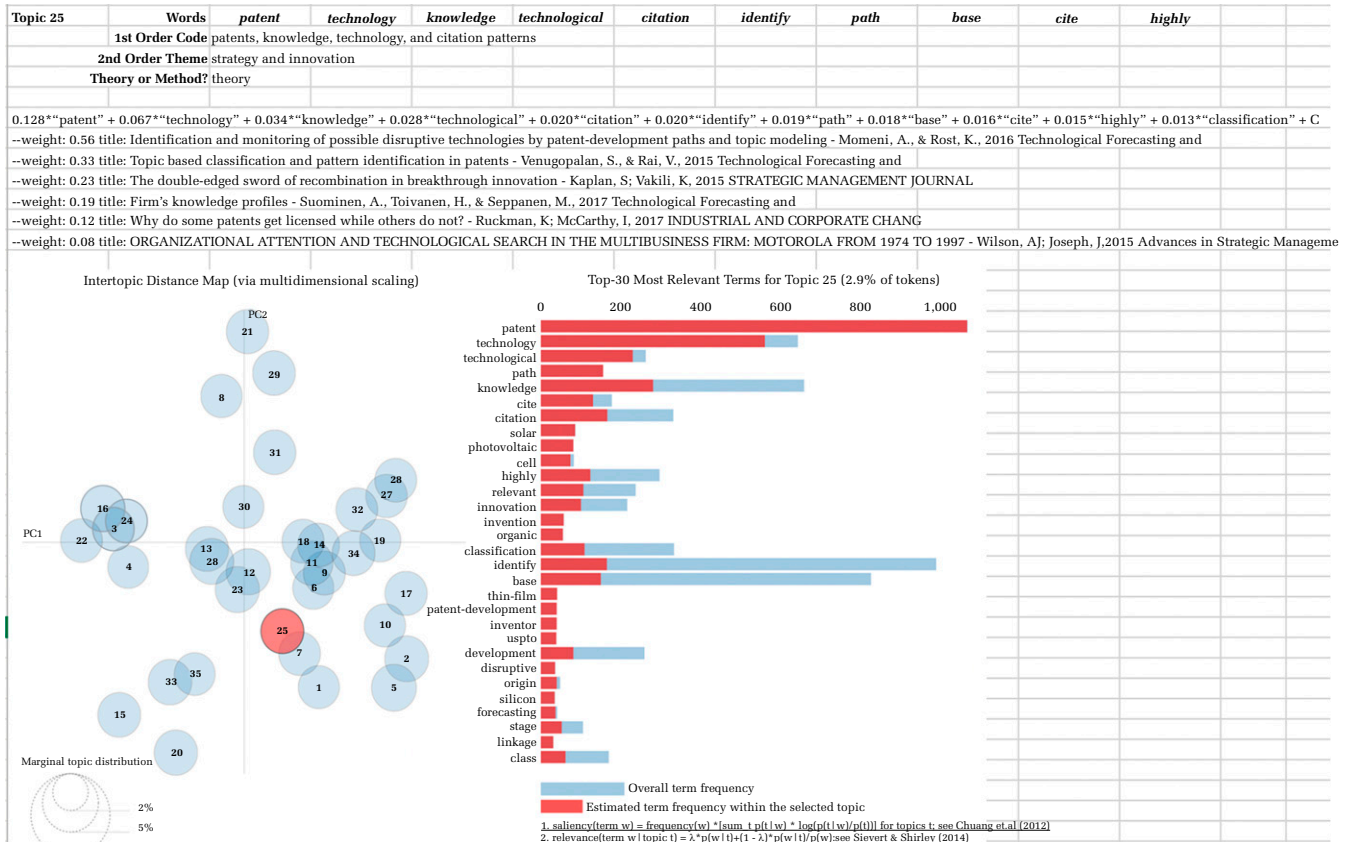 Topic 25 Words patent technology knowledge technological citation identify path base cite highly
1st Order Code patents, knowledge, technology, and citation patterns
2nd Order Theme strategy and innovation
Theory or Method? theory
0.128*“patent” + 0.067*“technology” + 0.034*“knowledge” + 0.028*“technological” + 0.020*“citation” + 0.020*“identify” + 0.019*“path” + 0.018*“base” + 0.016*“cite” + 0.015*“highly” + 0.013*“classification” + C
--weight: 0.56 title: Identification and monitoring of possible disruptive technologies by patent-development paths and topic modeling - Momeni, A., & Rost, K., 2016 Technological Forecasting and
--weight: 0.33 title: Topic based classification and pattern identification in patents - Venugopalan, S., & Rai, V., 2015 Technological Forecasting and
--weight: 0.23 title: The double-edged sword of recombination in breakthrough innovation - Kaplan, S; Vakili, K, 2015 STRATEGIC MANAGEMENT JOURNAL
--weight: 0.19 title: Firm’s knowledge profiles - Suominen, A., Toivanen, H., & Seppanen, M., 2017 Technological Forecasting and
--weight: 0.12 title: Why do some patents get licensed while others do not? - Ruckman, K; McCarthy, I, 2017 INDUSTRIAL AND CORPORATE CHANG
--weight: 0.08 title: ORGANIZATIONAL ATTENTION AND TECHNOLOGICAL SEARCH IN THE MULTIBUSINESS FIRM: MOTOROLA FROM 1974 TO 1997 - Wilson, AJ; Joseph, J,2015 Advances in Strategic Manageme
Intertopic Distance Map (via multidimensional scaling)
PC2
21
29
8
31
28
27
16
30
32
24
3
PC1
22
18
14
19
13
34
28
11
4
12
9
23
6
17
25
10
7
2
35
33
1
5
15
20
Marginal topic distribution
2%
5%
Top-30 Most Relevant Terms for Topic 25 (2.9% of tokens)
0 200 400 600 800 1,000
patent
technology
technological
path
knowledge
cite
citation
solar
photovoltaic
cell
highly
relevant
innovation
invention
organic
classification
identify
base
thin-film
patent-development
inventor
uspto
development
disruptive
origin
silicon
forecasting
stage
linkage
class
Overall term frequency
Estimated term frequency within the selected topic
1. saliency(term w) = frequency(w) *[sum_t p(t|w) * log(p(t|w)/p(t))] for topics t; see Chuang et.al (2012)
2. relevance(term w|topic t) = λ*p(w|t)+(1 - λ)*p(w|t)/p(w):see Sievert & Shirley (2014)